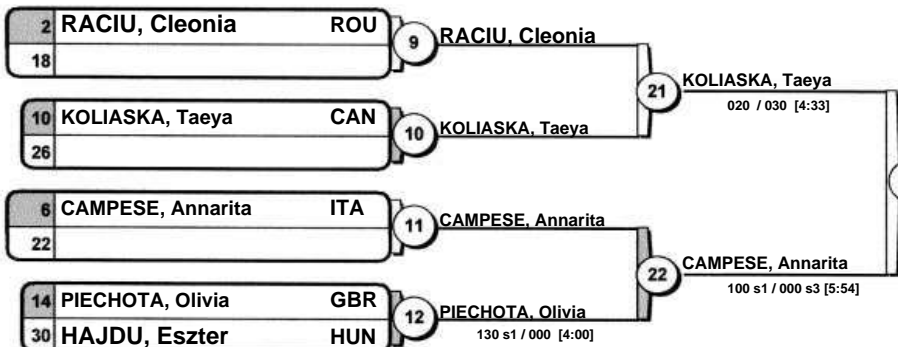 2 RACIU, Cleonia ROU
18
9 RACIU, Cleonia
10 KOLIASKA, Taeya CAN
26
10 KOLIASKA, Taeya
21 KOLIASKA, Taeya
020 / 030 [4:33]
6 CAMPESE, Annarita ITA
22
11 CAMPESE, Annarita
14 PIECHOTA, Olivia GBR
30 HAJDU, Eszter HUN
12 PIECHOTA, Olivia
130 s1 / 000 [4:00]
22 CAMPESE, Annarita
100 s1 / 000 s3 [5:54]